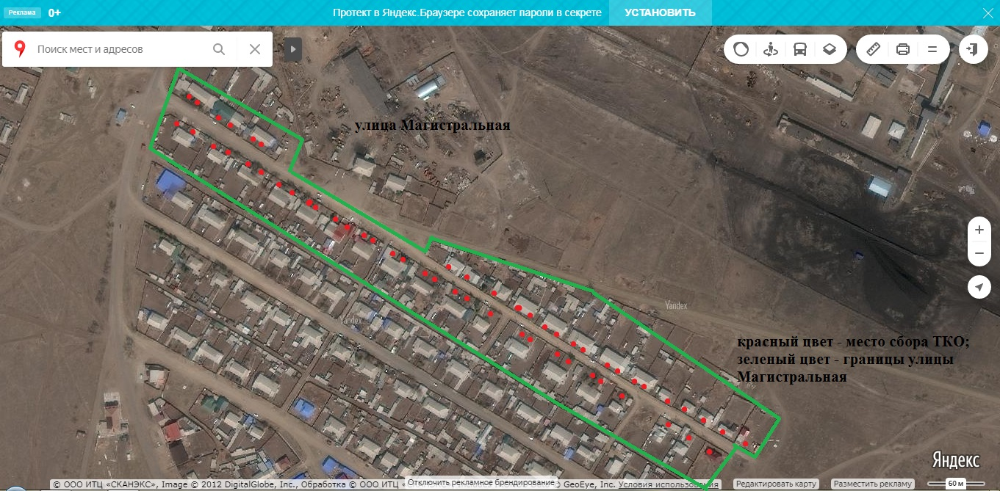 Реклама
0+
Протект в Яндекс.Браузере сохраняет пароли в секрете
УСТАНОВИТЬ
Поиск мест и адресов
улица Магистральная
Yandex
Yandex
красный цвет - место сбора ТКО;
зеленый цвет - границы улицы
Магистральная
Яндекс
© ООО ИТЦ «СКАНЭКС», Image © 2012 DigitalGlobe, Inc., Обработка © ООО ИТЦ «
Отключить рекламное брендирование
GeoEye, Inc. Условия использования
Редактировать карту
Разместить рекламу
60 м